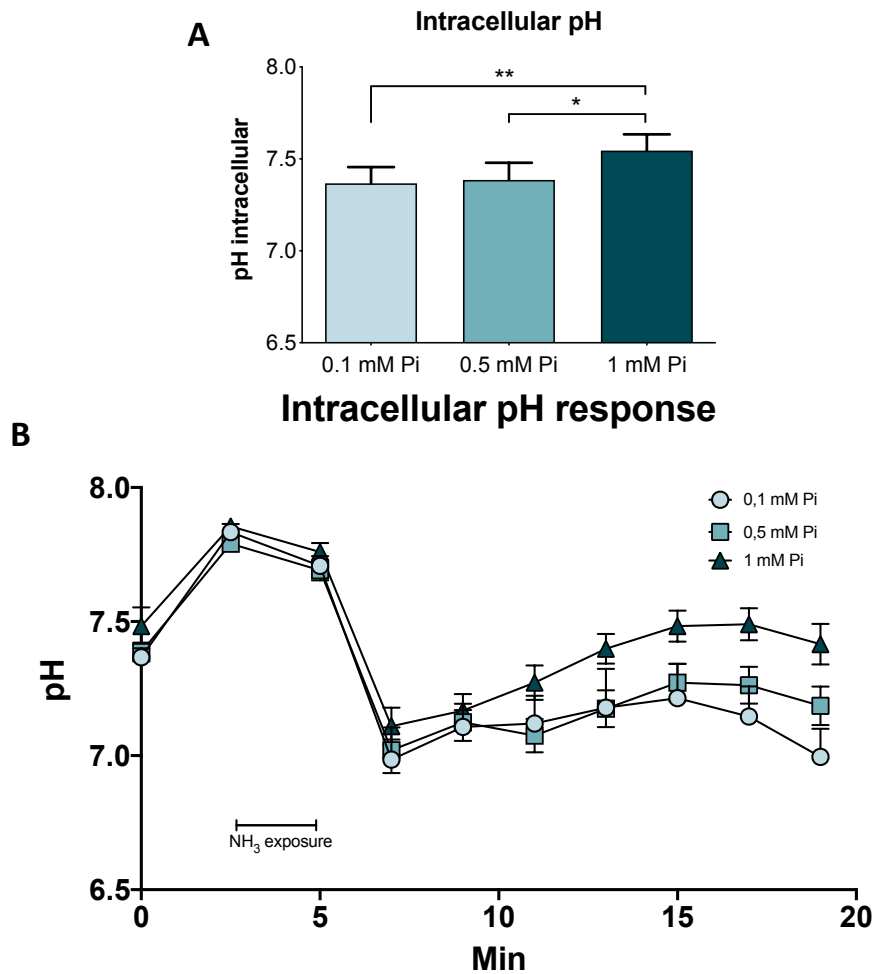 A
Intracellular pH
pH intracellular
8.0
7.5
7.0
6.5
**
*
0.1 mM Pi 0.5 mM Pi 1 mM Pi
B
Intracellular pH response
pH
8.0
7.5
7.0
6.5
0,1 mM Pi
0,5 mM Pi
1 mM Pi
NH3 exposure
0 5 10 15 20
Min